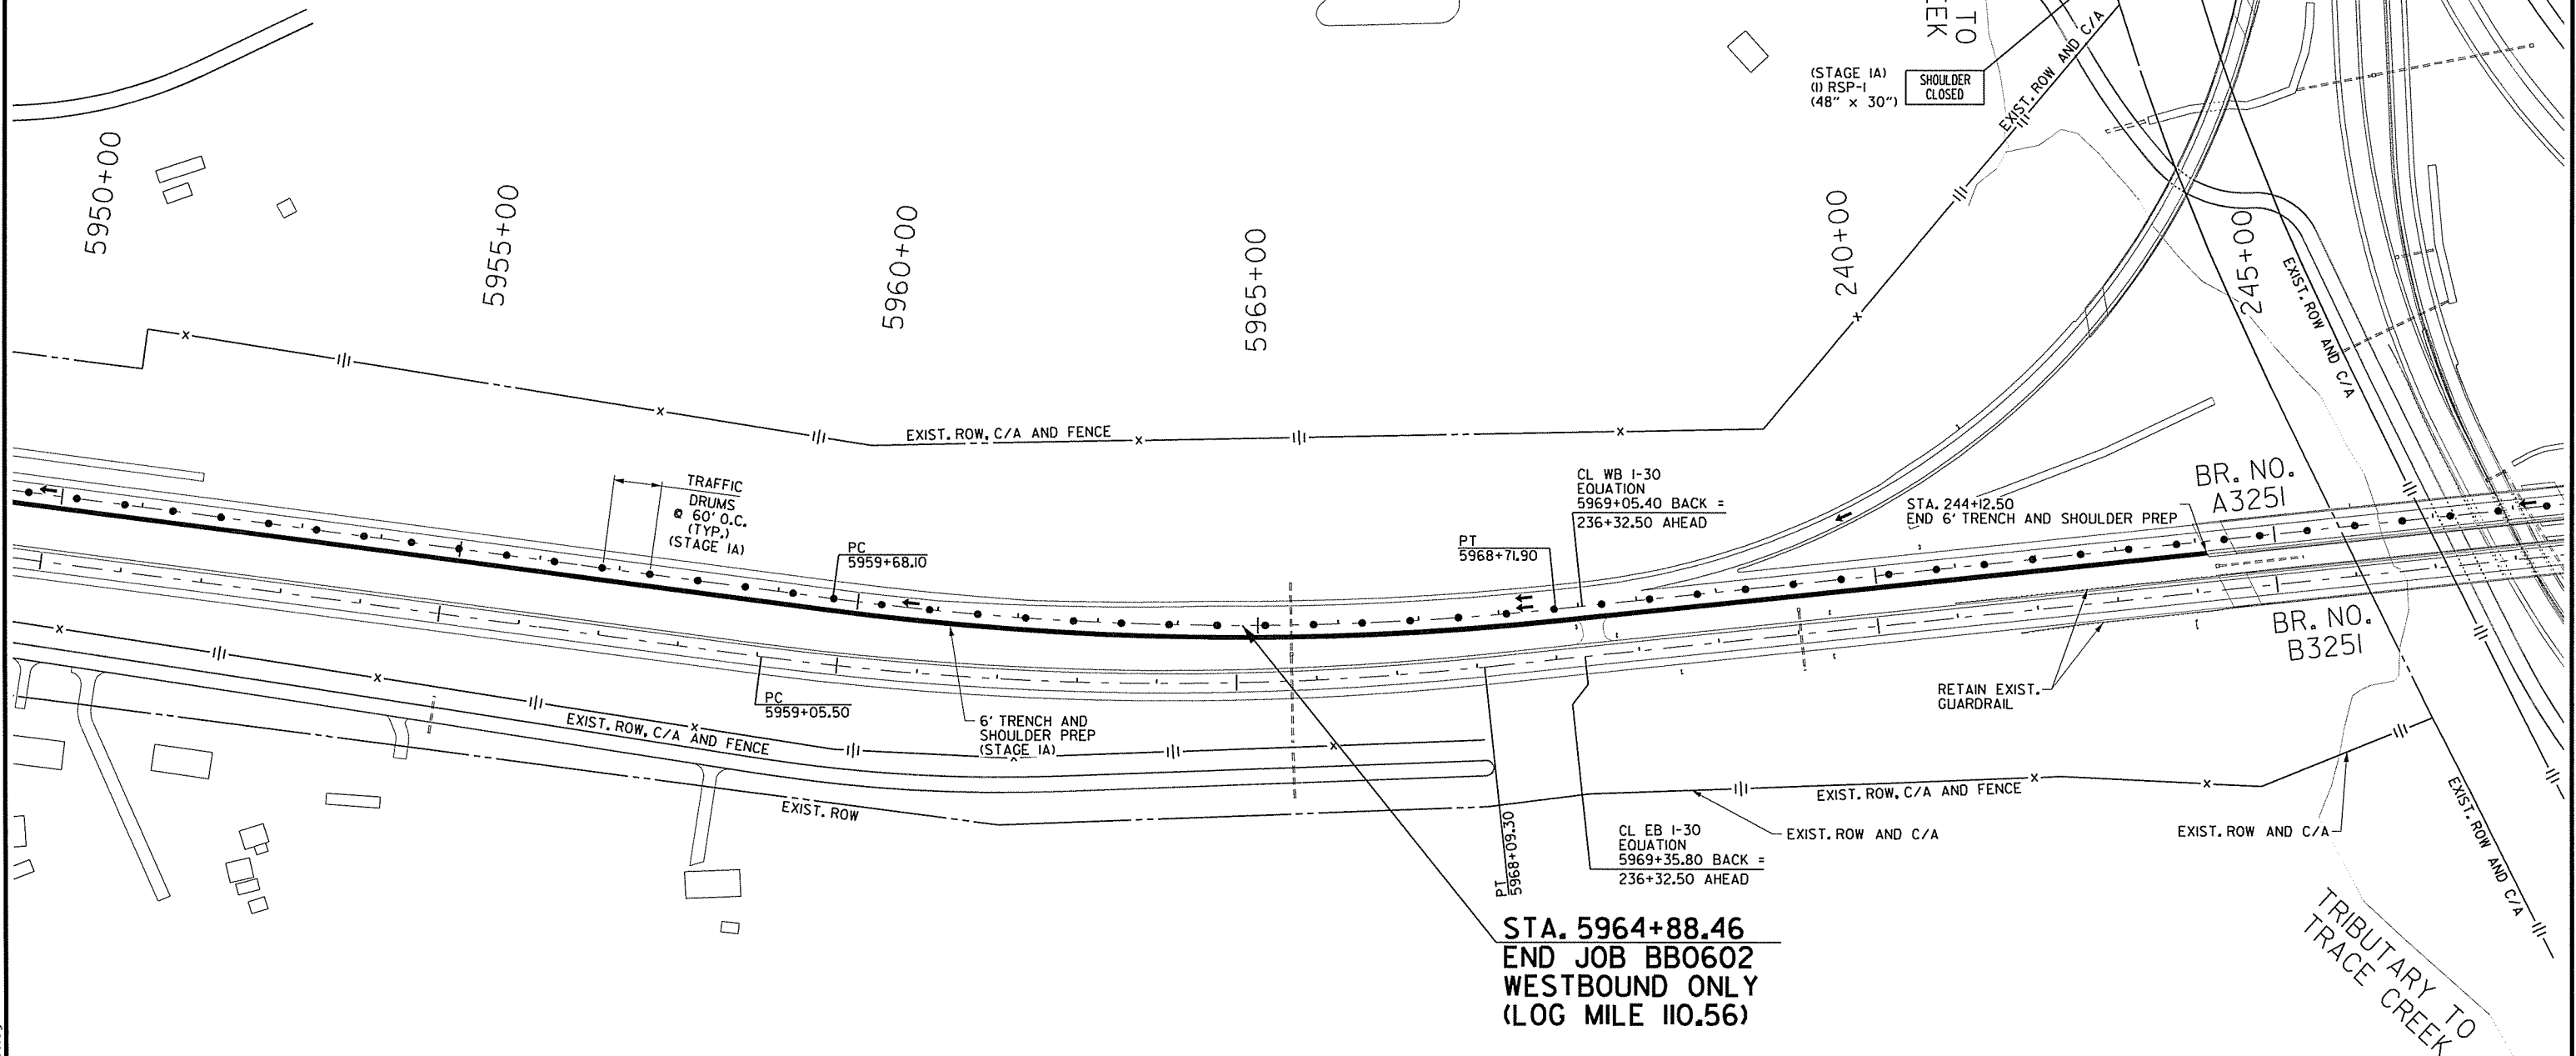 TO
EEK
(STAGE 1A)
(1) RSP-1
(48" x 30")
SHOULDER
CLOSED
EXIST. ROW AND C/A
5950+00
5955+00
5960+00
5965+00
240+00
245+00
EXIST. ROW AND C/A
EXIST. ROW, C/A AND FENCE
TRAFFIC
DRUMS
@ 60' O.C.
(TYP.)
(STAGE 1A)
PC
5959+68.10
CL WB I-30
EQUATION
5969+05.40 BACK =
236+32.50 AHEAD
PT
5968+71.90
STA. 244+12.50
END 6' TRENCH AND SHOULDER PREP
BR. NO.
A3251
BR. NO.
B3251
PC
5959+05.50
6' TRENCH AND
SHOULDER PREP
(STAGE 1A)
RETAIN EXIST.
GUARDRAIL
EXIST. ROW, C/A AND FENCE
EXIST. ROW
PT
5968+09.30
CL EB I-30
EQUATION
5969+35.80 BACK =
236+32.50 AHEAD
EXIST. ROW, C/A AND FENCE
EXIST. ROW AND C/A
EXIST. ROW AND C/A
EXIST. ROW AND C/A
STA. 5964+88.46
END JOB BB0602
WESTBOUND ONLY
(LOG MILE 110.56)
TRIBUTARY TO
TRACE CREEK